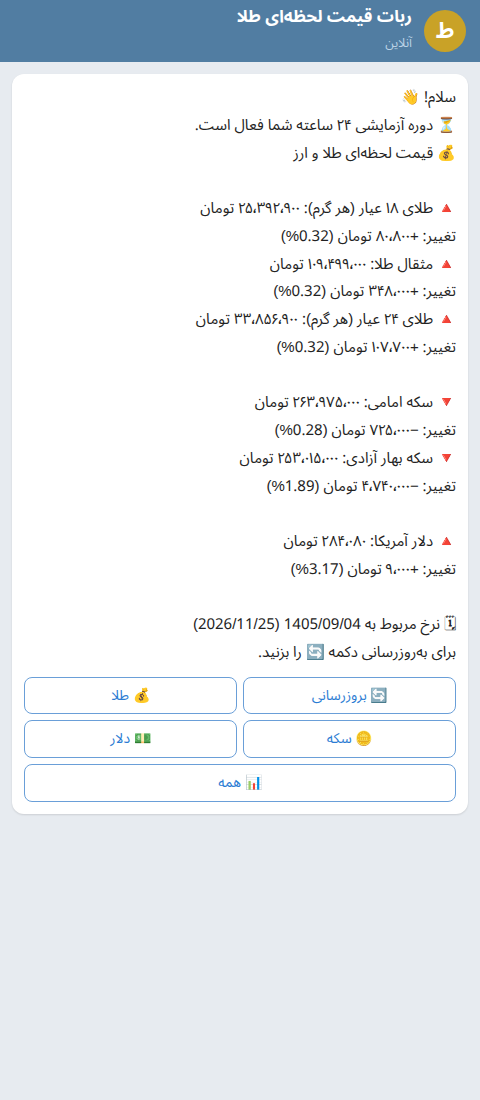 ربات قیمت لحظه‌ای طلا
آنلاین
ط
سلام! 👋
⏳ دوره آزمایشی ۲۴ ساعته شما فعال است.
💰 قیمت لحظه‌ای طلا و ارز
🔺 طلای ۱۸ عیار (هر گرم): ۲۵،۳۹۲،۹۰۰ تومان
تغییر: +۸۰،۸۰۰ تومان (0.32%)
🔺 مثقال طلا: ۱۰۹،۴۹۹،۰۰۰ تومان
تغییر: +۳۴۸،۰۰۰ تومان (0.32%)
🔺 طلای ۲۴ عیار (هر گرم): ۳۳،۸۵۶،۹۰۰ تومان
تغییر: +۱۰۷،۷۰۰ تومان (0.32%)
🔻 سکه امامی: ۲۶۳،۹۷۵،۰۰۰ تومان
تغییر: −۷۲۵،۰۰۰ تومان (0.28%)
🔻 سکه بهار آزادی: ۲۵۳،۰۱۵،۰۰۰ تومان
تغییر: −۴،۷۴۰،۰۰۰ تومان (1.89%)
🔺 دلار آمریکا: ۲۸۴،۰۸۰ تومان
تغییر: +۹،۰۰۰ تومان (3.17%)
🗓 نرخ مربوط به 1405/09/04 (2026/11/25)
برای به‌روزرسانی دکمه 🔄 را بزنید.
🔄 بروزرسانی
💰 طلا
🪙 سکه
💵 دلار
📊 همه